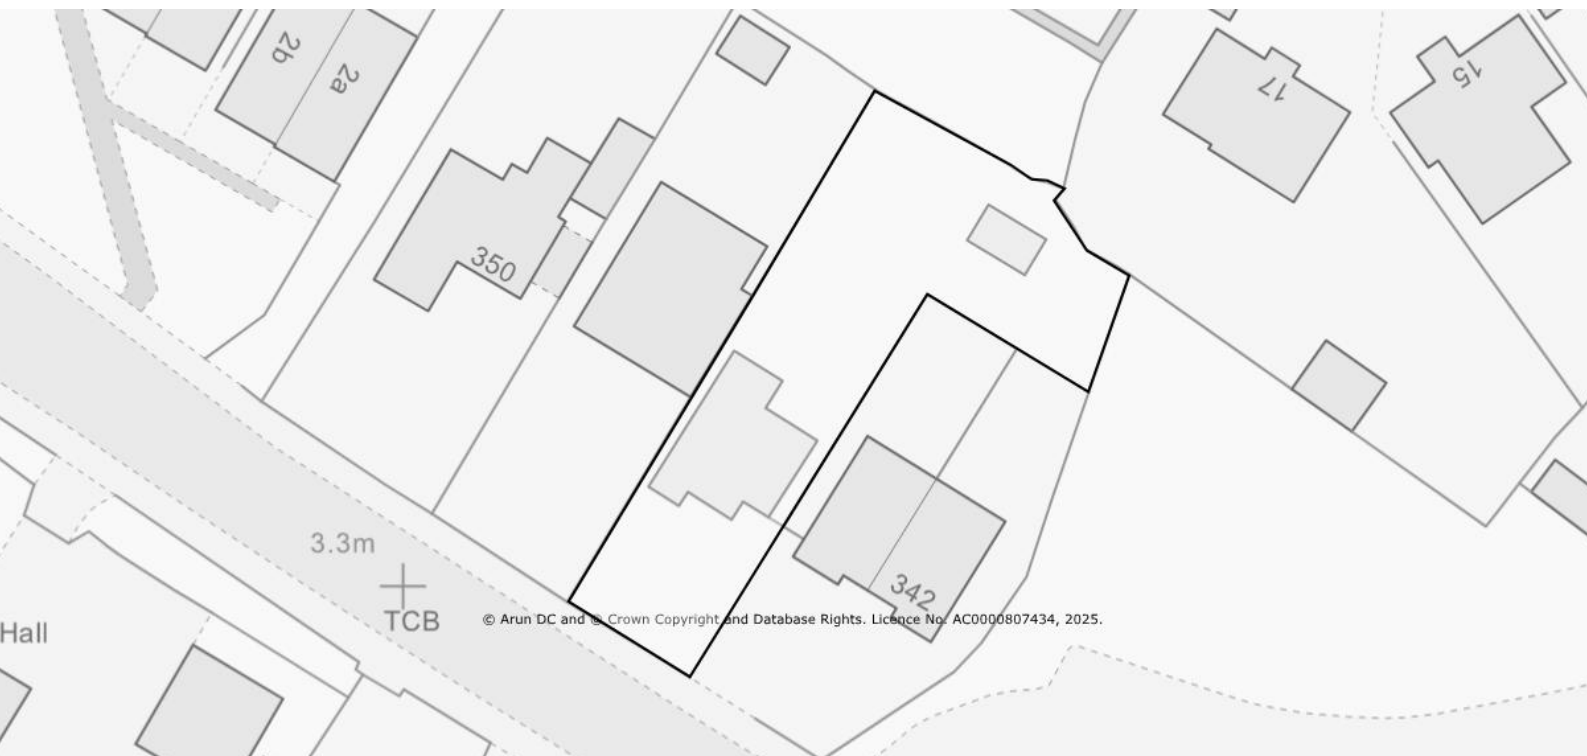 2b
2a
17
15
350
3.3m
TCB
Hall
342
© Arun DC and @ Crown Copyright and Database Rights. Licence No. AC0000807434, 2025.